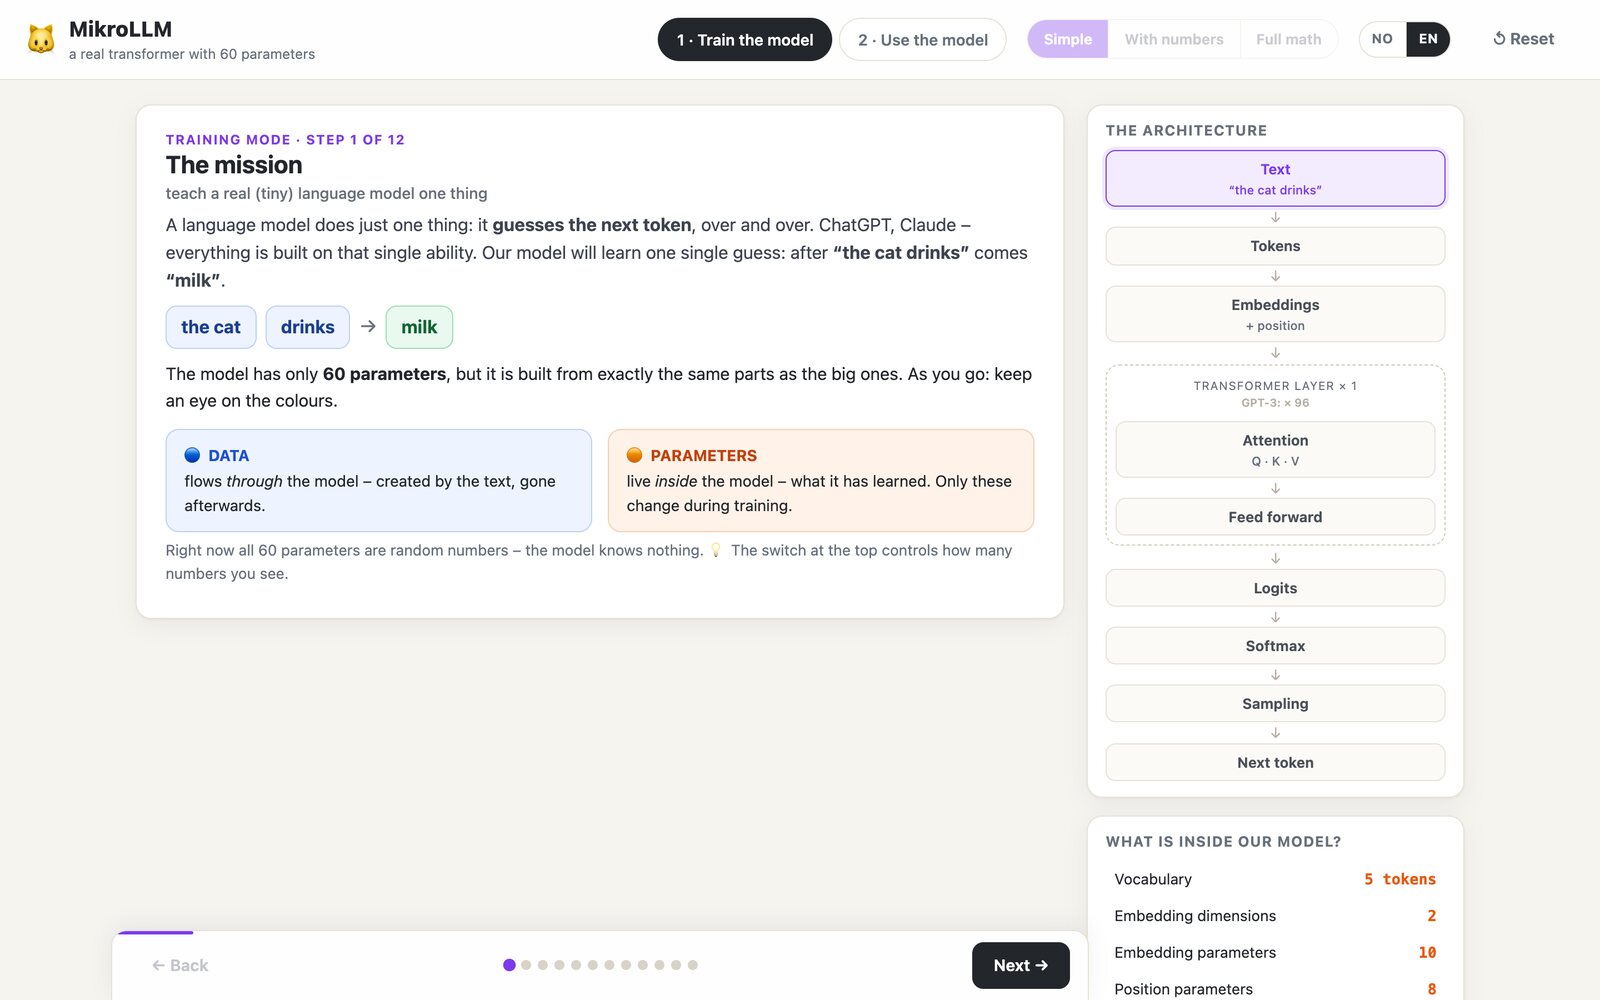 MikroLLM
a real transformer with 60 parameters
1 · Train the model
2 · Use the model
Simple
With numbers
Full math
NO
EN
Reset
TRAINING MODE · STEP 1 OF 12
The mission
teach a real (tiny) language model one thing
A language model does just one thing: it guesses the next token, over and over. ChatGPT, Claude –
everything is built on that single ability. Our model will learn one single guess: after “the cat drinks” comes
“milk”.
the cat drinks → milk
The model has only 60 parameters, but it is built from exactly the same parts as the big ones. As you go: keep
an eye on the colours.
DATA
flows through the model – created by the text, gone
afterwards.
PARAMETERS
live inside the model – what it has learned. Only these
change during training.
Right now all 60 parameters are random numbers – the model knows nothing. 💡 The switch at the top controls how many
numbers you see.
← Back
Next →
THE ARCHITECTURE
Text
“the cat drinks”
↓
Tokens
↓
Embeddings
+ position
↓
TRANSFORMER LAYER × 1
GPT-3: × 96
Attention
Q · K · V
↓
Feed forward
↓
Logits
↓
Softmax
↓
Sampling
↓
Next token
WHAT IS INSIDE OUR MODEL?
Vocabulary 5 tokens
Embedding dimensions 2
Embedding parameters 10
Position parameters 8